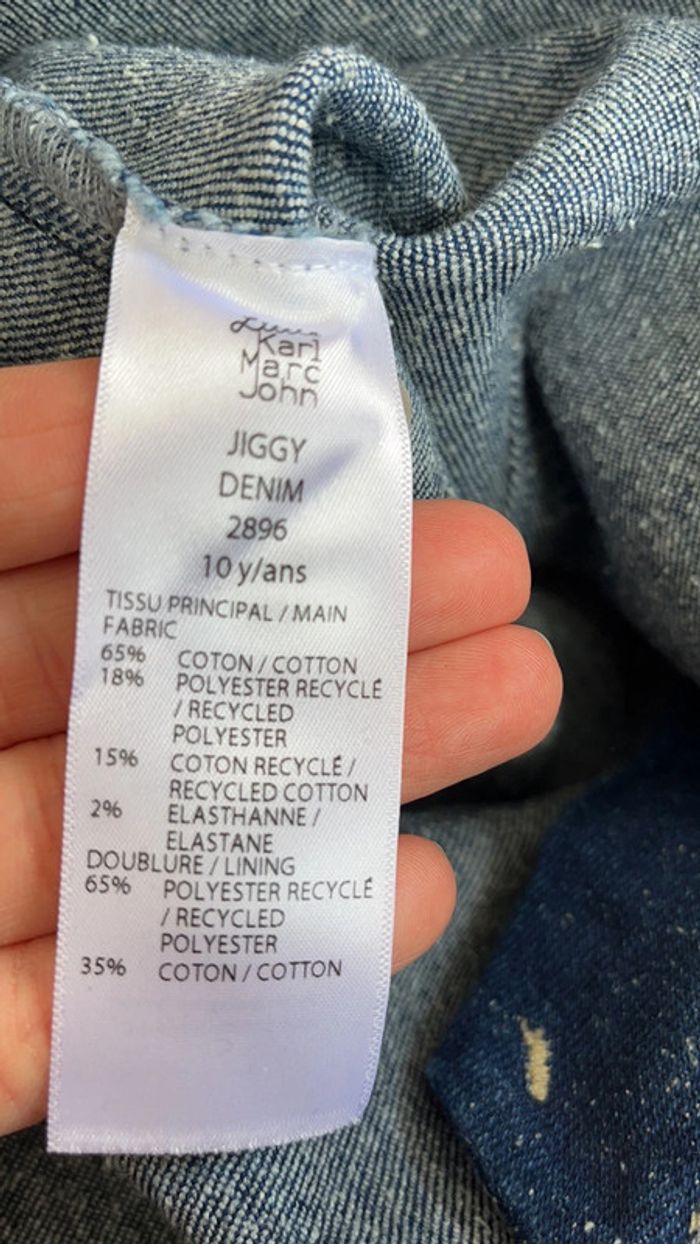 Karl
Marc
John
JIGGY
DENIM
2896
10 y/ans
TISSU PRINCIPAL / MAIN
FABRIC
65% COTON / COTTON
18% POLYESTER RECYCLÉ
/ RECYCLED
POLYESTER
15% COTON RECYCLÉ /
RECYCLED COTTON
2% ELASTHANNE /
ELASTANE
DOUBLURE / LINING
65% POLYESTER RECYCLÉ
/ RECYCLED
POLYESTER
35% COTON / COTTON